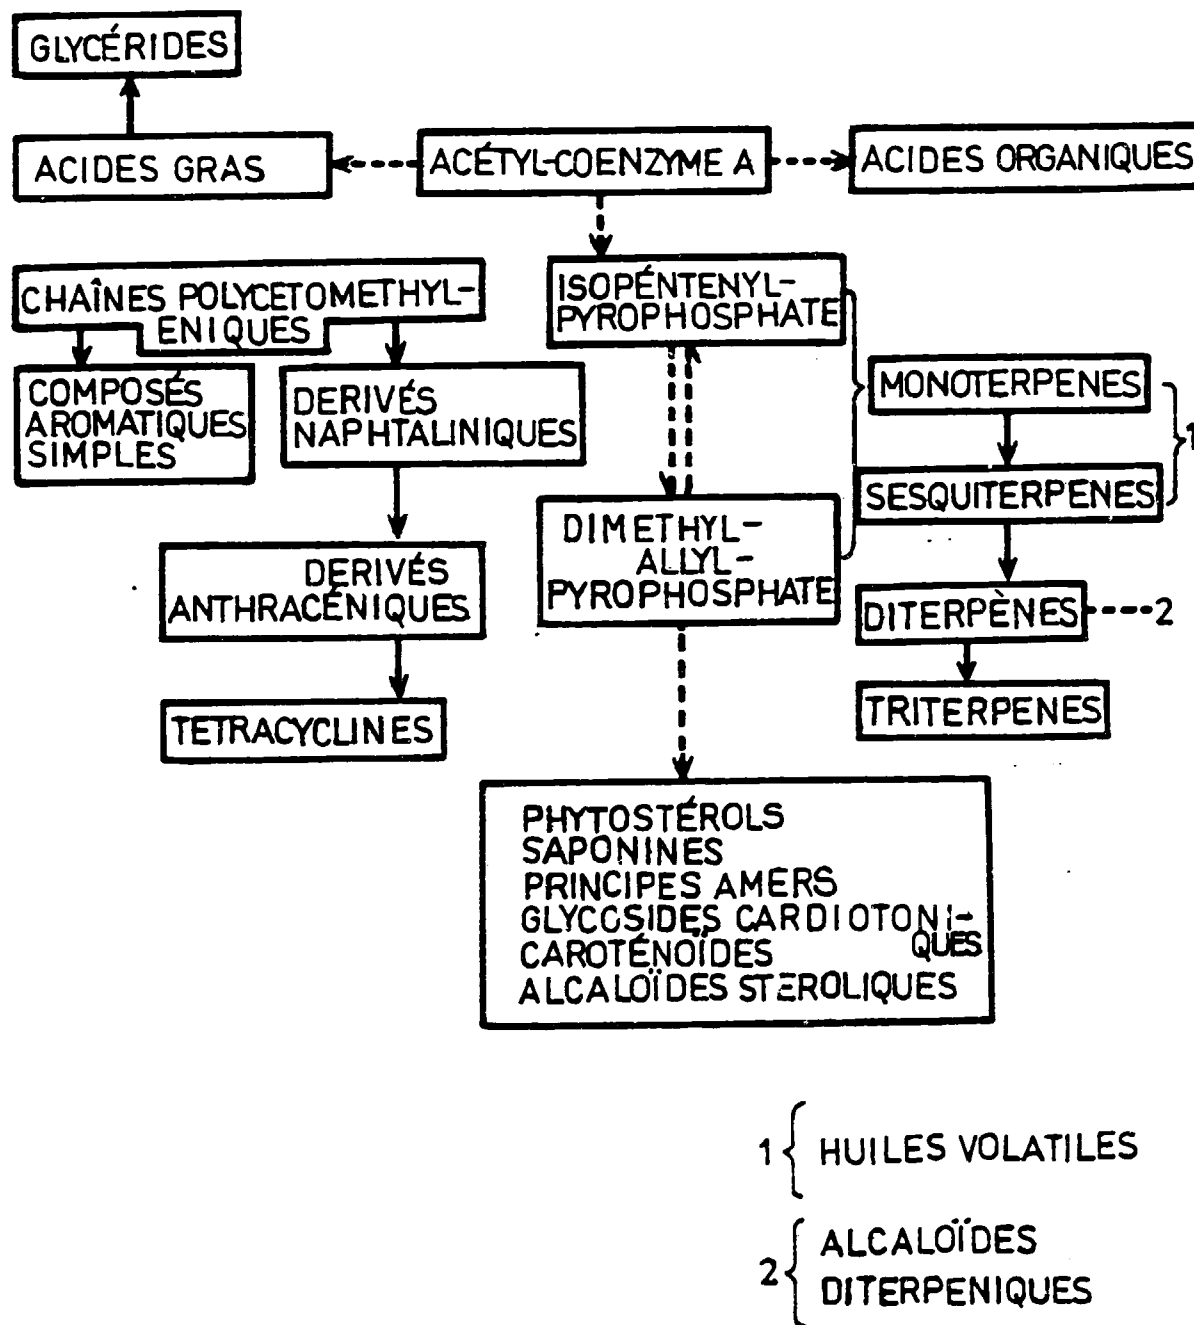 GLYCÉRIDES
ACIDES GRAS
ACÉTYL-COENZYME A
ACIDES ORGANIQUES
CHAÎNES POLYCETOMETHYL-
ENIQUES
ISOPÉNTENYL-
PYROPHOSPHATE
COMPOSÉS
AROMATIQUES
SIMPLES
DERIVÉS
NAPHTALINIQUES
MONOTERPENES
1
SESQUITERPENES
DIMETHYL-
ALLYL-
PYROPHOSPHATE
DERIVÉS
ANTHRACÉNIQUES
DITERPÈNES
2
TRITERPENES
TETRACYCLINES
PHYTOSTÉROLS
SAPONINES
PRINCIPES AMERS
GLYCOSIDES CARDIOTONI-
QUES
CAROTÉNOÏDES
ALCALOÏDES STEROLIQUES
1 { HUILES VOLATILES
2 { ALCALOÏDES
DITERPENIQUES